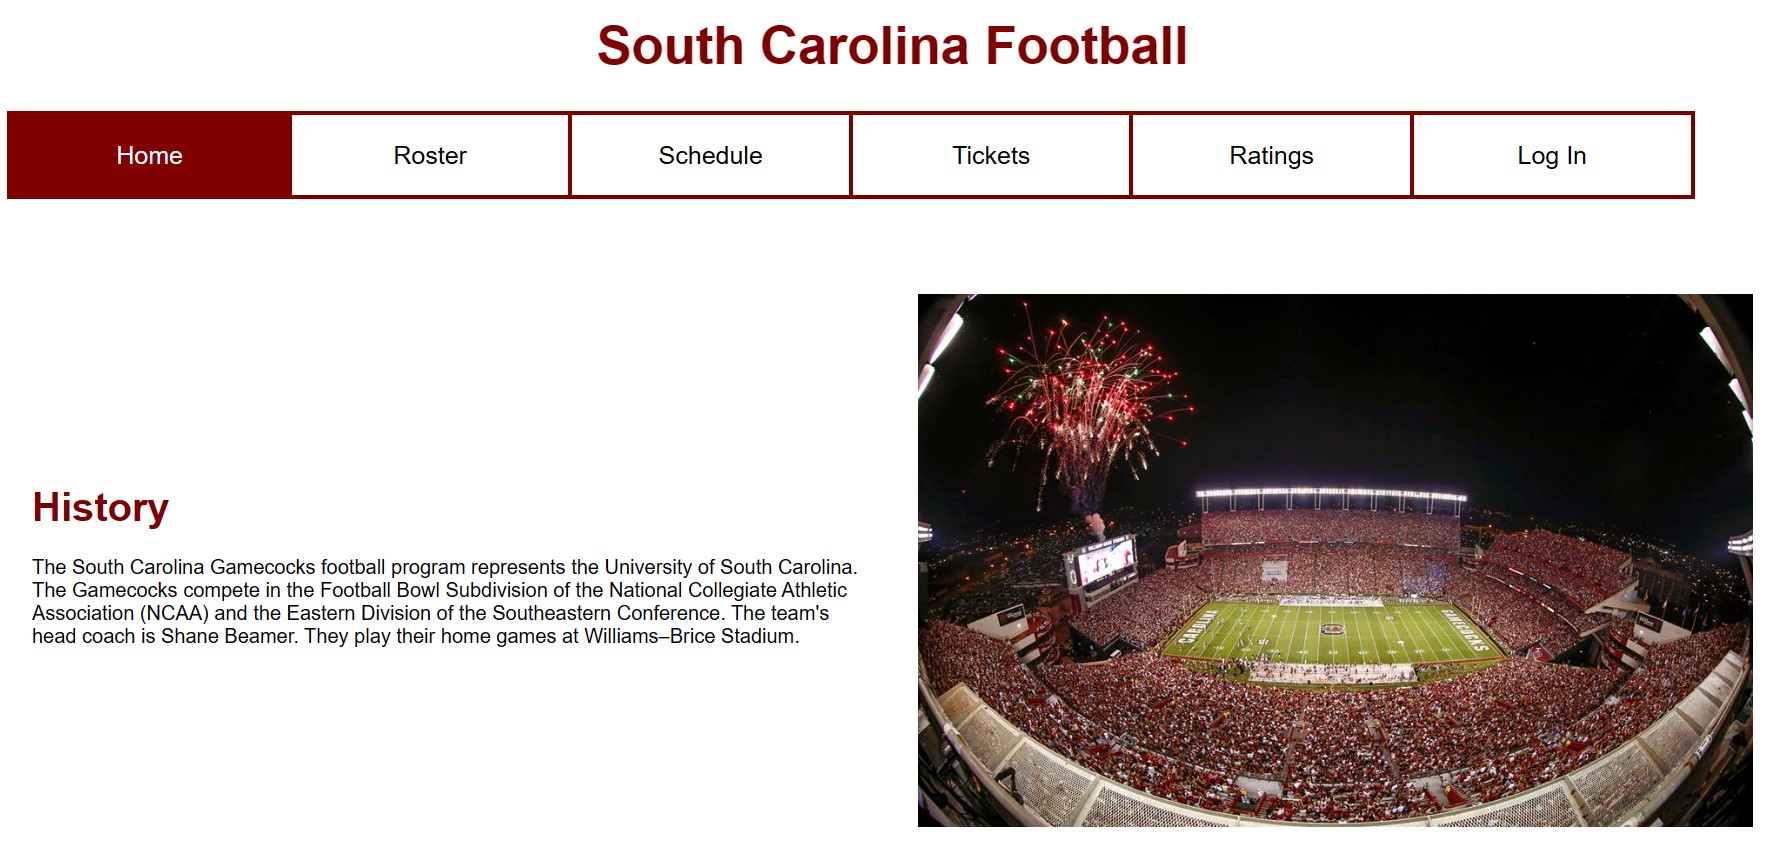 South Carolina Football
Home Roster Schedule Tickets Ratings Log In
History
The South Carolina Gamecocks football program represents the University of South Carolina.
The Gamecocks compete in the Football Bowl Subdivision of the National Collegiate Athletic
Association (NCAA) and the Eastern Division of the Southeastern Conference. The team's
head coach is Shane Beamer. They play their home games at Williams–Brice Stadium.
CAROLINA
GAMECOCKS